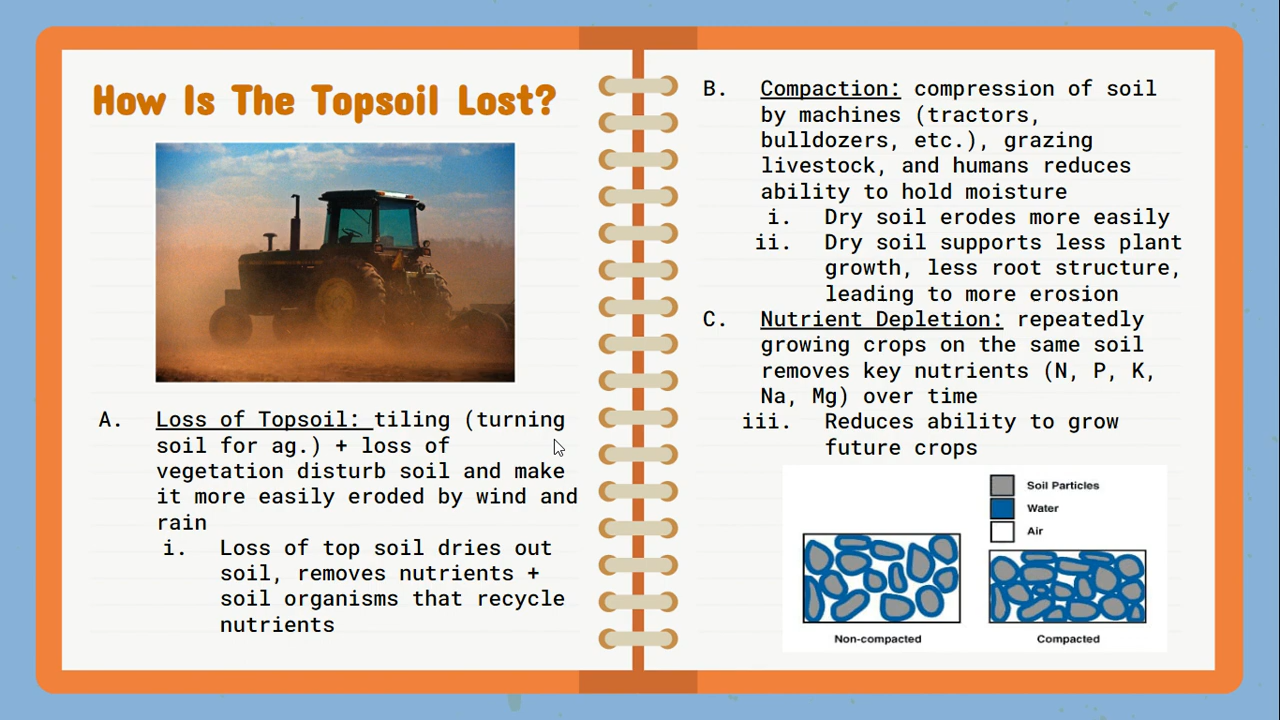 How Is The Topsoil Lost?
A. Loss of Topsoil: tiling (turning
soil for ag.) + loss of
vegetation disturb soil and make
it more easily eroded by wind and
rain
i. Loss of top soil dries out
soil, removes nutrients +
soil organisms that recycle
nutrients
B. Compaction: compression of soil
by machines (tractors,
bulldozers, etc.), grazing
livestock, and humans reduces
ability to hold moisture
i. Dry soil erodes more easily
ii. Dry soil supports less plant
growth, less root structure,
leading to more erosion
C. Nutrient Depletion: repeatedly
growing crops on the same soil
removes key nutrients (N, P, K,
Na, Mg) over time
iii. Reduces ability to grow
future crops
Soil Particles
Water
Air
Non-compacted
Compacted